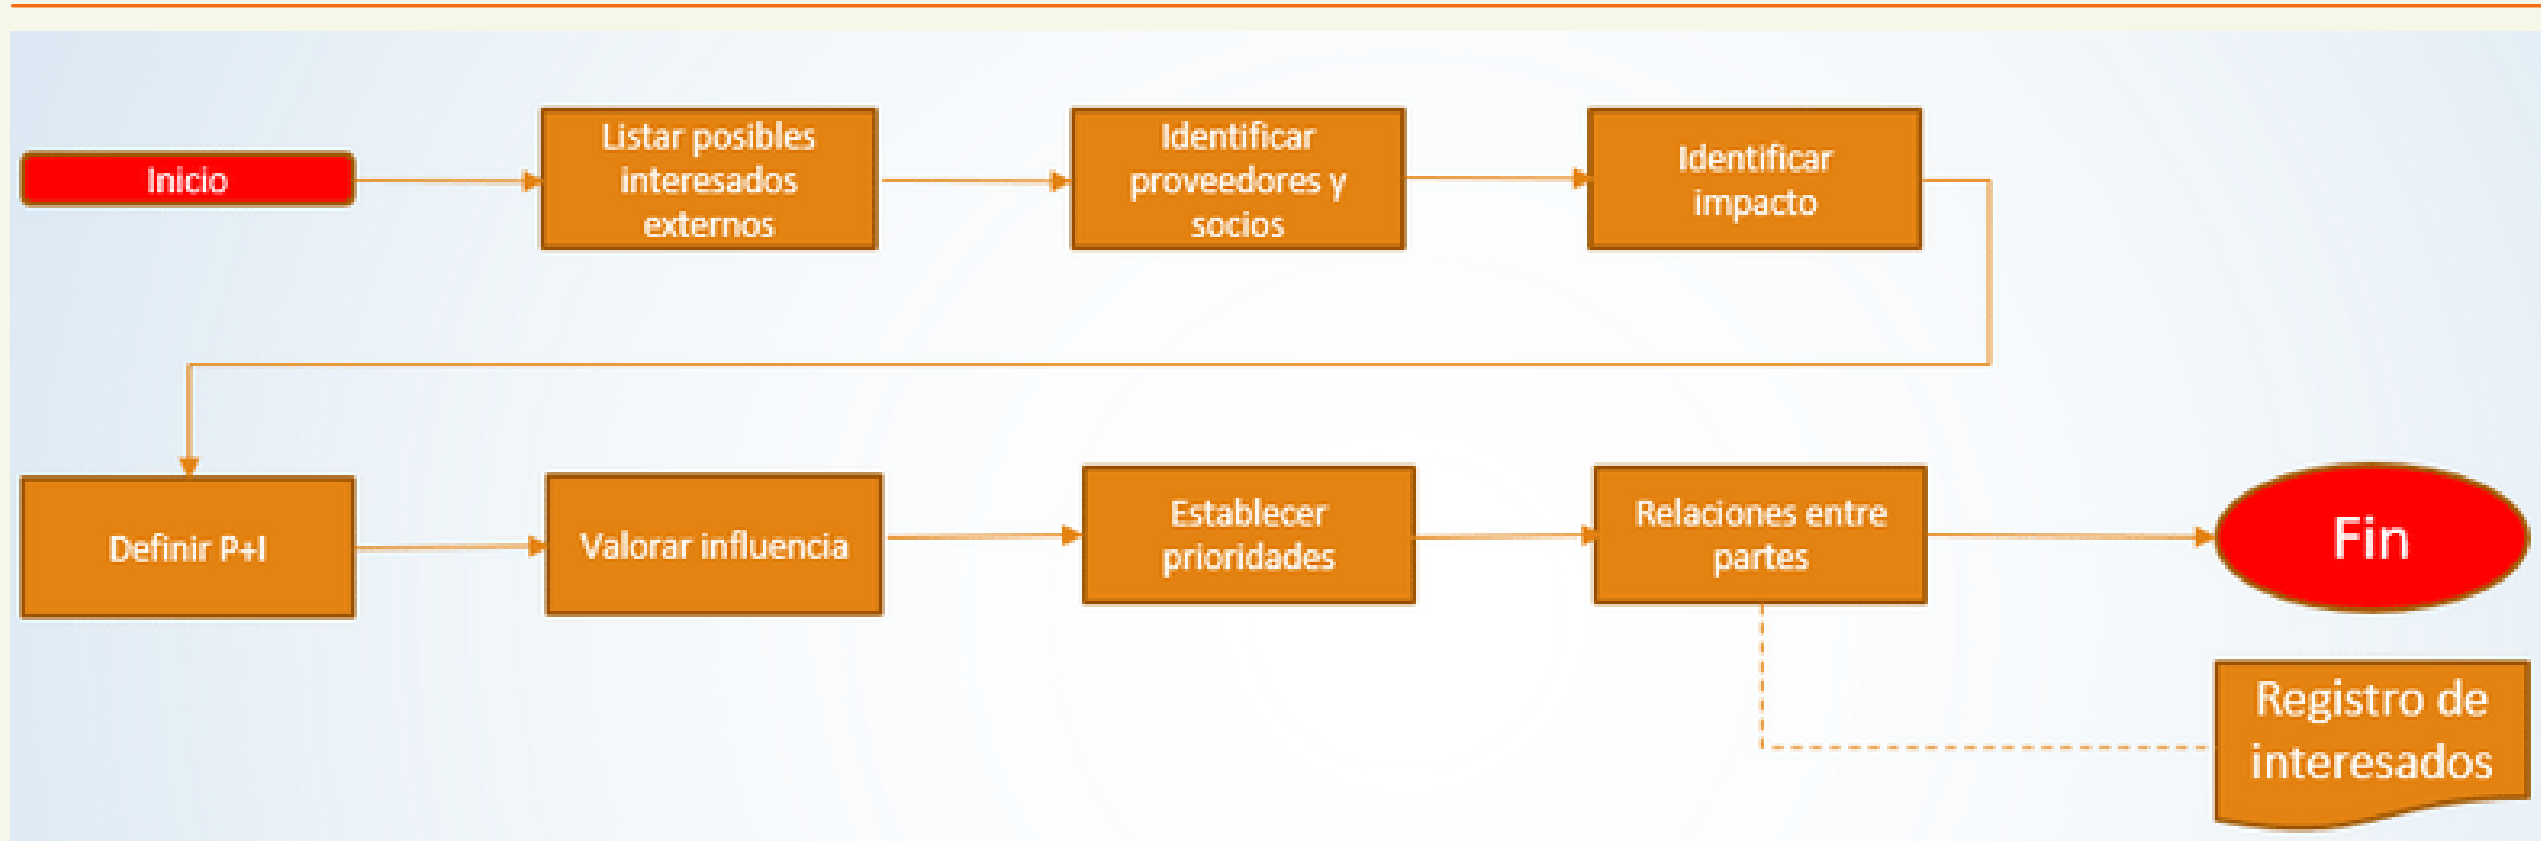 Inicio
Listar posibles
interesados
externos
Identificar
proveedores y
socios
Identificar
impacto
Definir P+I
Valorar influencia
Establecer
prioridades
Relaciones entre
partes
Fin
Registro de
interesados